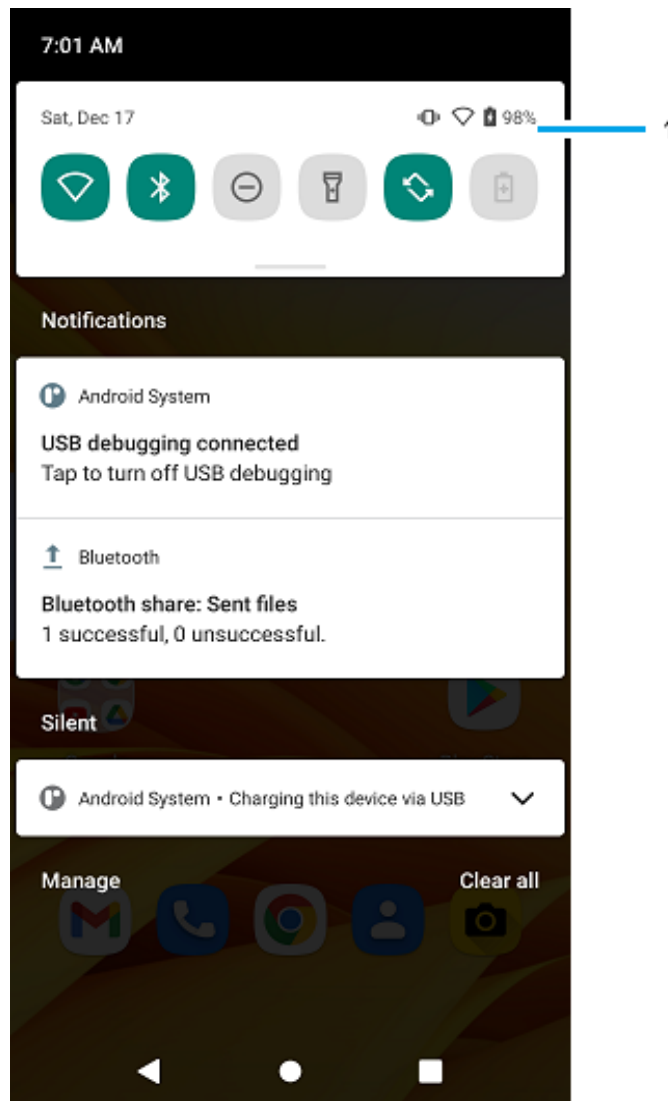 7:01 AM
Sat, Dec 17
98%
Notifications
Android System
USB debugging connected
Tap to turn off USB debugging
Bluetooth
Bluetooth share: Sent files
1 successful, 0 unsuccessful.
Silent
Android System • Charging this device via USB
Manage
Clear all